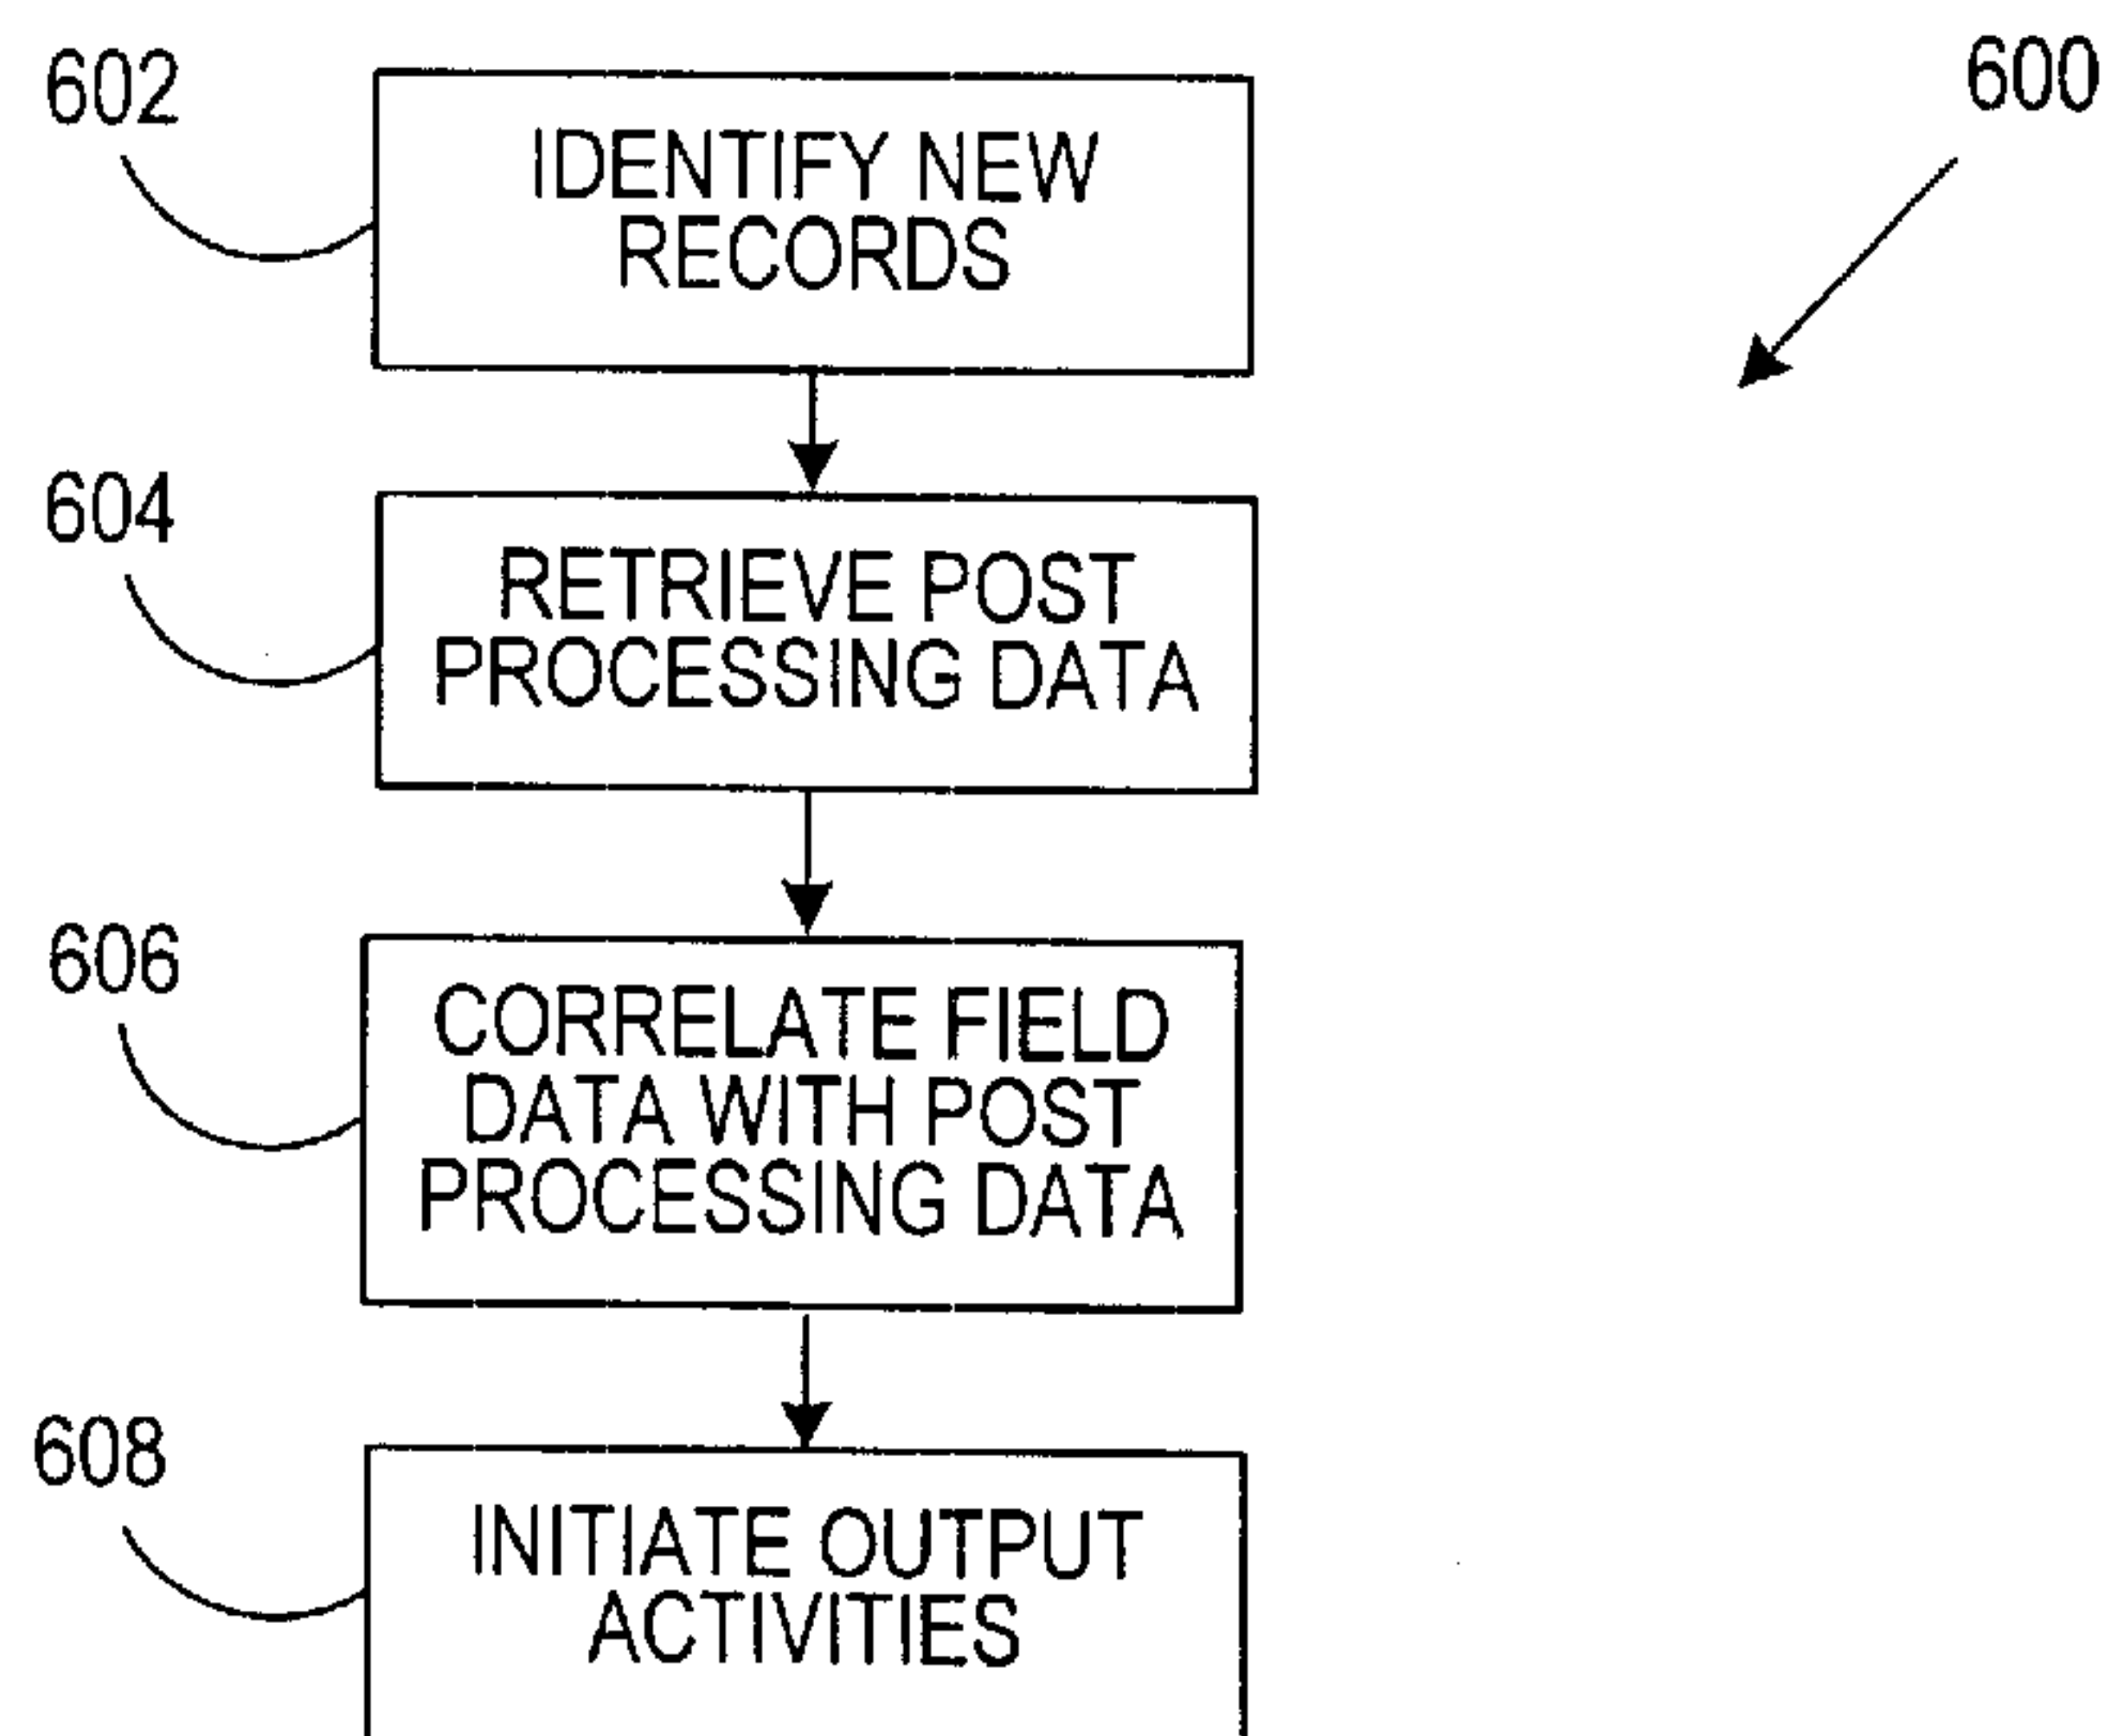 602
600
IDENTIFY NEW
RECORDS
604
RETRIEVE POST
PROCESSING DATA
606
CORRELATE FIELD
DATA WITH POST
PROCESSING DATA
608
INITIATE OUTPUT
ACTIVITIES